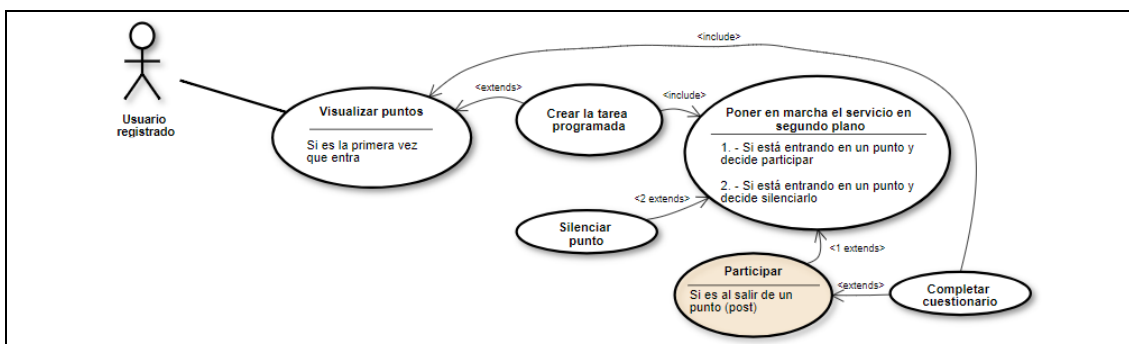 <include>
<extends>
<include>
Usuario
registrado
Visualizar puntos
Si es la primera vez
que entra
Crear la tarea
programada
Poner en marcha el servicio en
segundo plano
1. - Si está entrando en un punto y
decide participar
2. - Si está entrando en un punto y
decide silenciarlo
<2 extends>
Silenciar
punto
<1 extends>
Participar
Si es al salir de un
punto (post)
<extends>
Completar
cuestionario